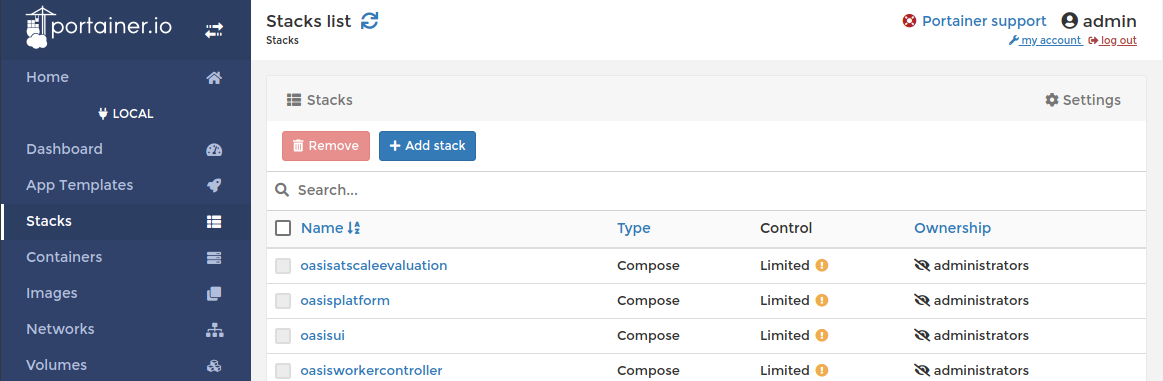 portainer.io
Home
LOCAL
Dashboard
App Templates
Stacks
Containers
Images
Networks
Volumes
Stacks list
Stacks
Portainer support admin
my account log out
Stacks Settings
Remove Add stack
Search...
Name Type Control Ownership
oasisatscaleevaluation Compose Limited administrators
oasisplatform Compose Limited administrators
oasisui Compose Limited administrators
oasisworkercontroller Compose Limited administrators